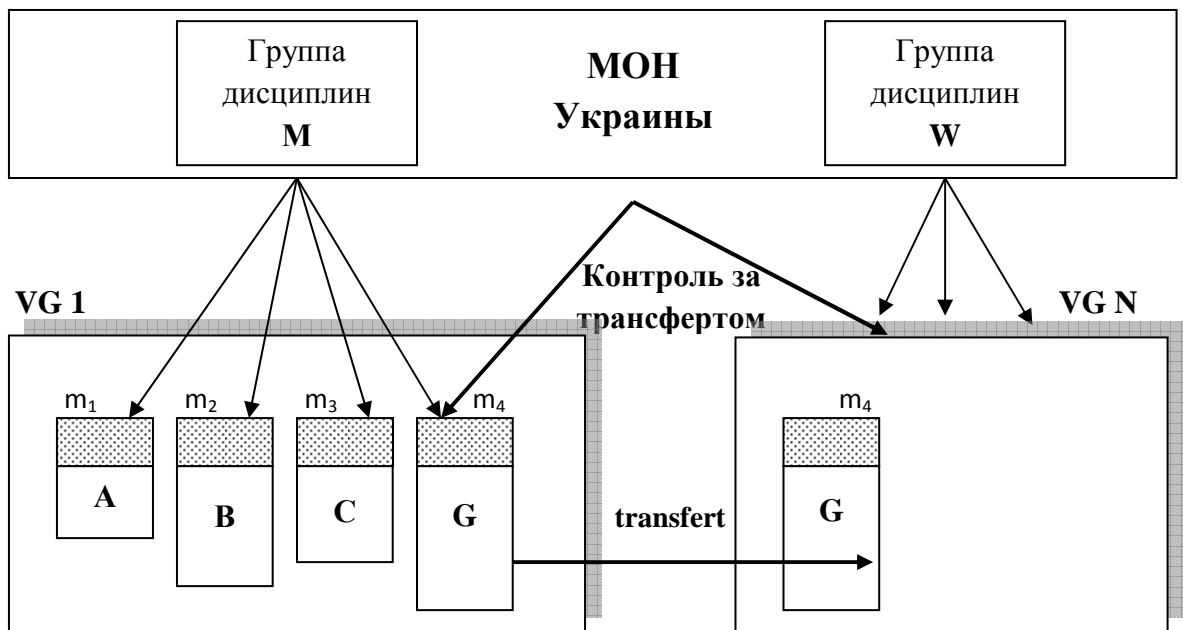 Группа
дисциплин
М
МОН
Украины
Группа
дисциплин
W
Контроль за
трансфертом
VG 1
VG N
m₁
m₂
m₃
m₄
m₄
A
B
C
G
transfert
G